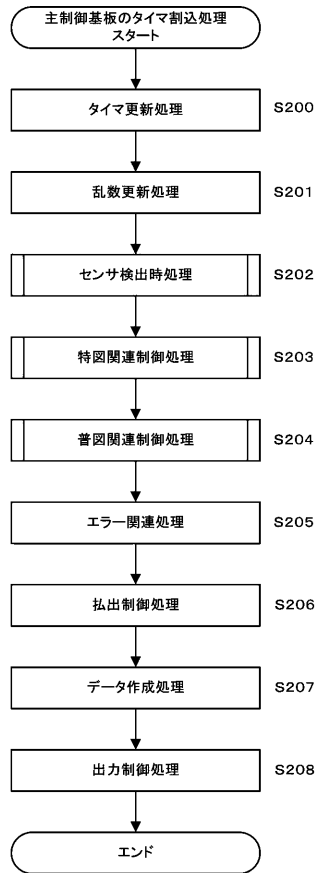 主制御基板のタイマ割込処理
スタート
タイマ更新処理 S200
乱数更新処理 S201
センサ検出時処理 S202
特図関連制御処理 S203
普図関連制御処理 S204
エラー関連処理 S205
払出制御処理 S206
データ作成処理 S207
出力制御処理 S208
エンド